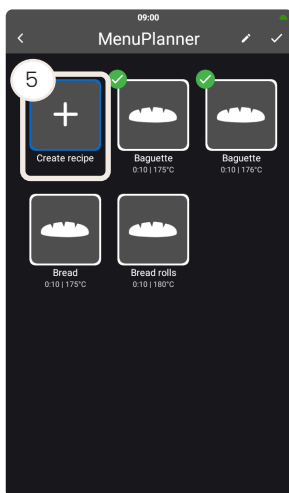 09:00
MenuPlanner
5
Create recipe
Baguette
0:10 | 175°C
Baguette
0:10 | 176°C
Bread
0:10 | 175°C
Bread rolls
0:10 | 180°C